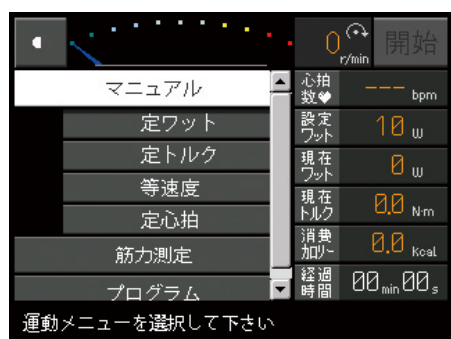 0 r/min 開始
マニュアル
定ワット
定トルク
等速度
定心拍
筋力測定
プログラム
心拍数♥ --- bpm
設定ワット 10 W
現在ワット 0 W
現在トルク 0.0 N·m
消費カロリー 0.0 Kcal
経過時間 00min00s
運動メニューを選択して下さい